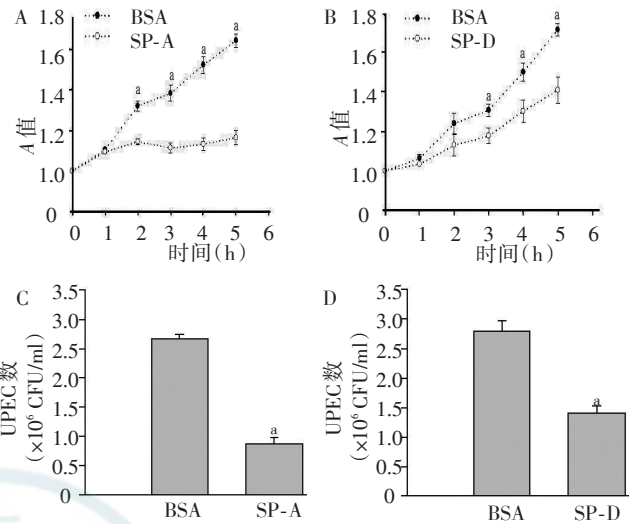 A
BSA
SP-A
A值
1.8
1.6
1.4
1.2
1.0
0
a
a
a
a
0 1 2 3 4 5 6
时间(h)
B
BSA
SP-D
A值
1.8
1.6
1.4
1.2
1.0
0
a
a
a
0 1 2 3 4 5 6
时间(h)
C
UPEC数
(×10⁶ CFU/ml)
3.5
3.0
2.5
2.0
1.5
1.0
0.5
0
a
BSA SP-A
D
UPEC数
(×10⁶ CFU/ml)
3.5
3.0
2.5
2.0
1.5
1.0
0.5
0
a
BSA SP-D